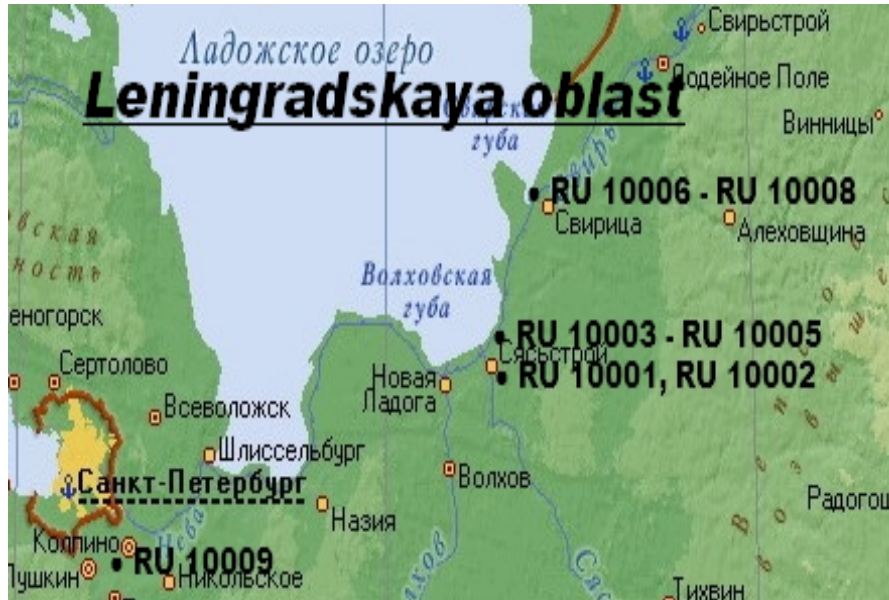 Свирьстрой
Ладожское озеро
Лодейное Поле
Leningradskaya oblast
губа
Винницы
RU 10006 - RU 10008
Свирица
Алеховщина
Волховская
губа
еногорск
RU 10003 - RU 10005
Сясьстрой
Сертолово
Новая
Ладога
RU 10001, RU 10002
Всеволожск
Шлиссельбург
Санкт-Петербург
Волхов
Назия
Радогощ
Нева
Колпино
RU 10009
Пушкин
Никольское
Тихвин